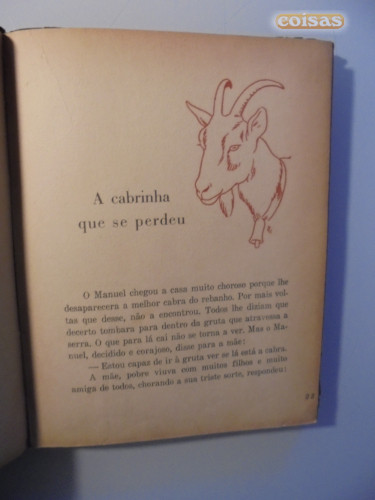 coisas
A cabrinha
que se perdeu
O Manuel chegou a casa muito choroso porque lhe
desaparecera a melhor cabra do rebanho. Por mais vol-
tas que desse, não a encontrou. Todos lhe diziam que
decerto tombara para dentro da gruta que atravessa a
serra. O que para lá cai não se torna a ver. Mas o Ma-
nuel, decidido e corajoso, disse para a mãe:
— Estou capaz de ir à gruta ver se lá está a cabra.
A mãe, pobre viuva com muitos filhos e muito
amiga de todos, chorando a sua triste sorte, respondeu: